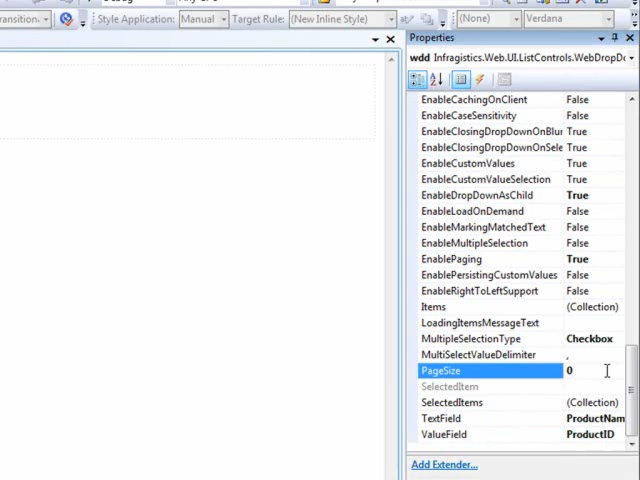 ransition Style Application: Manual Target Rule: (New Inline Style) (None) Verdana
Properties
wdd Infragistics.Web.UI.ListControls.WebDropDo
EnableCachingOnClient False
EnableCaseSensitivity False
EnableClosingDropDownOnBlur True
EnableClosingDropDownOnSele True
EnableCustomValues True
EnableCustomValueSelection True
EnableDropDownAsChild True
EnableLoadOnDemand False
EnableMarkingMatchedText False
EnableMultipleSelection False
EnablePaging True
EnablePersistingCustomValues False
EnableRightToLeftSupport False
Items (Collection)
LoadingItemsMessageText
MultipleSelectionType Checkbox
MultiSelectValueDelimiter ,
PageSize 0
SelectedItem
SelectedItems (Collection)
TextField ProductNam
ValueField ProductID
Add Extender...